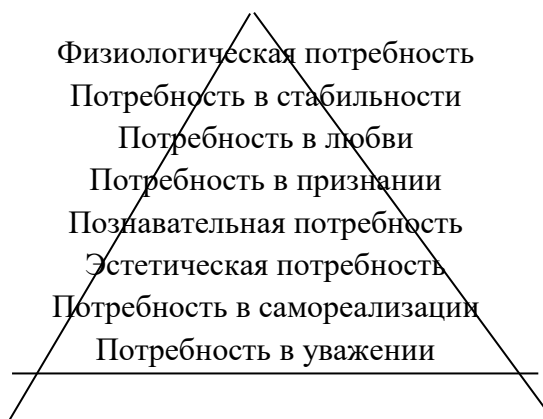 Физиологическая потребность
Потребность в стабильности
Потребность в любви
Потребность в признании
Познавательная потребность
Эстетическая потребность
Потребность в самореализации
Потребность в уважении